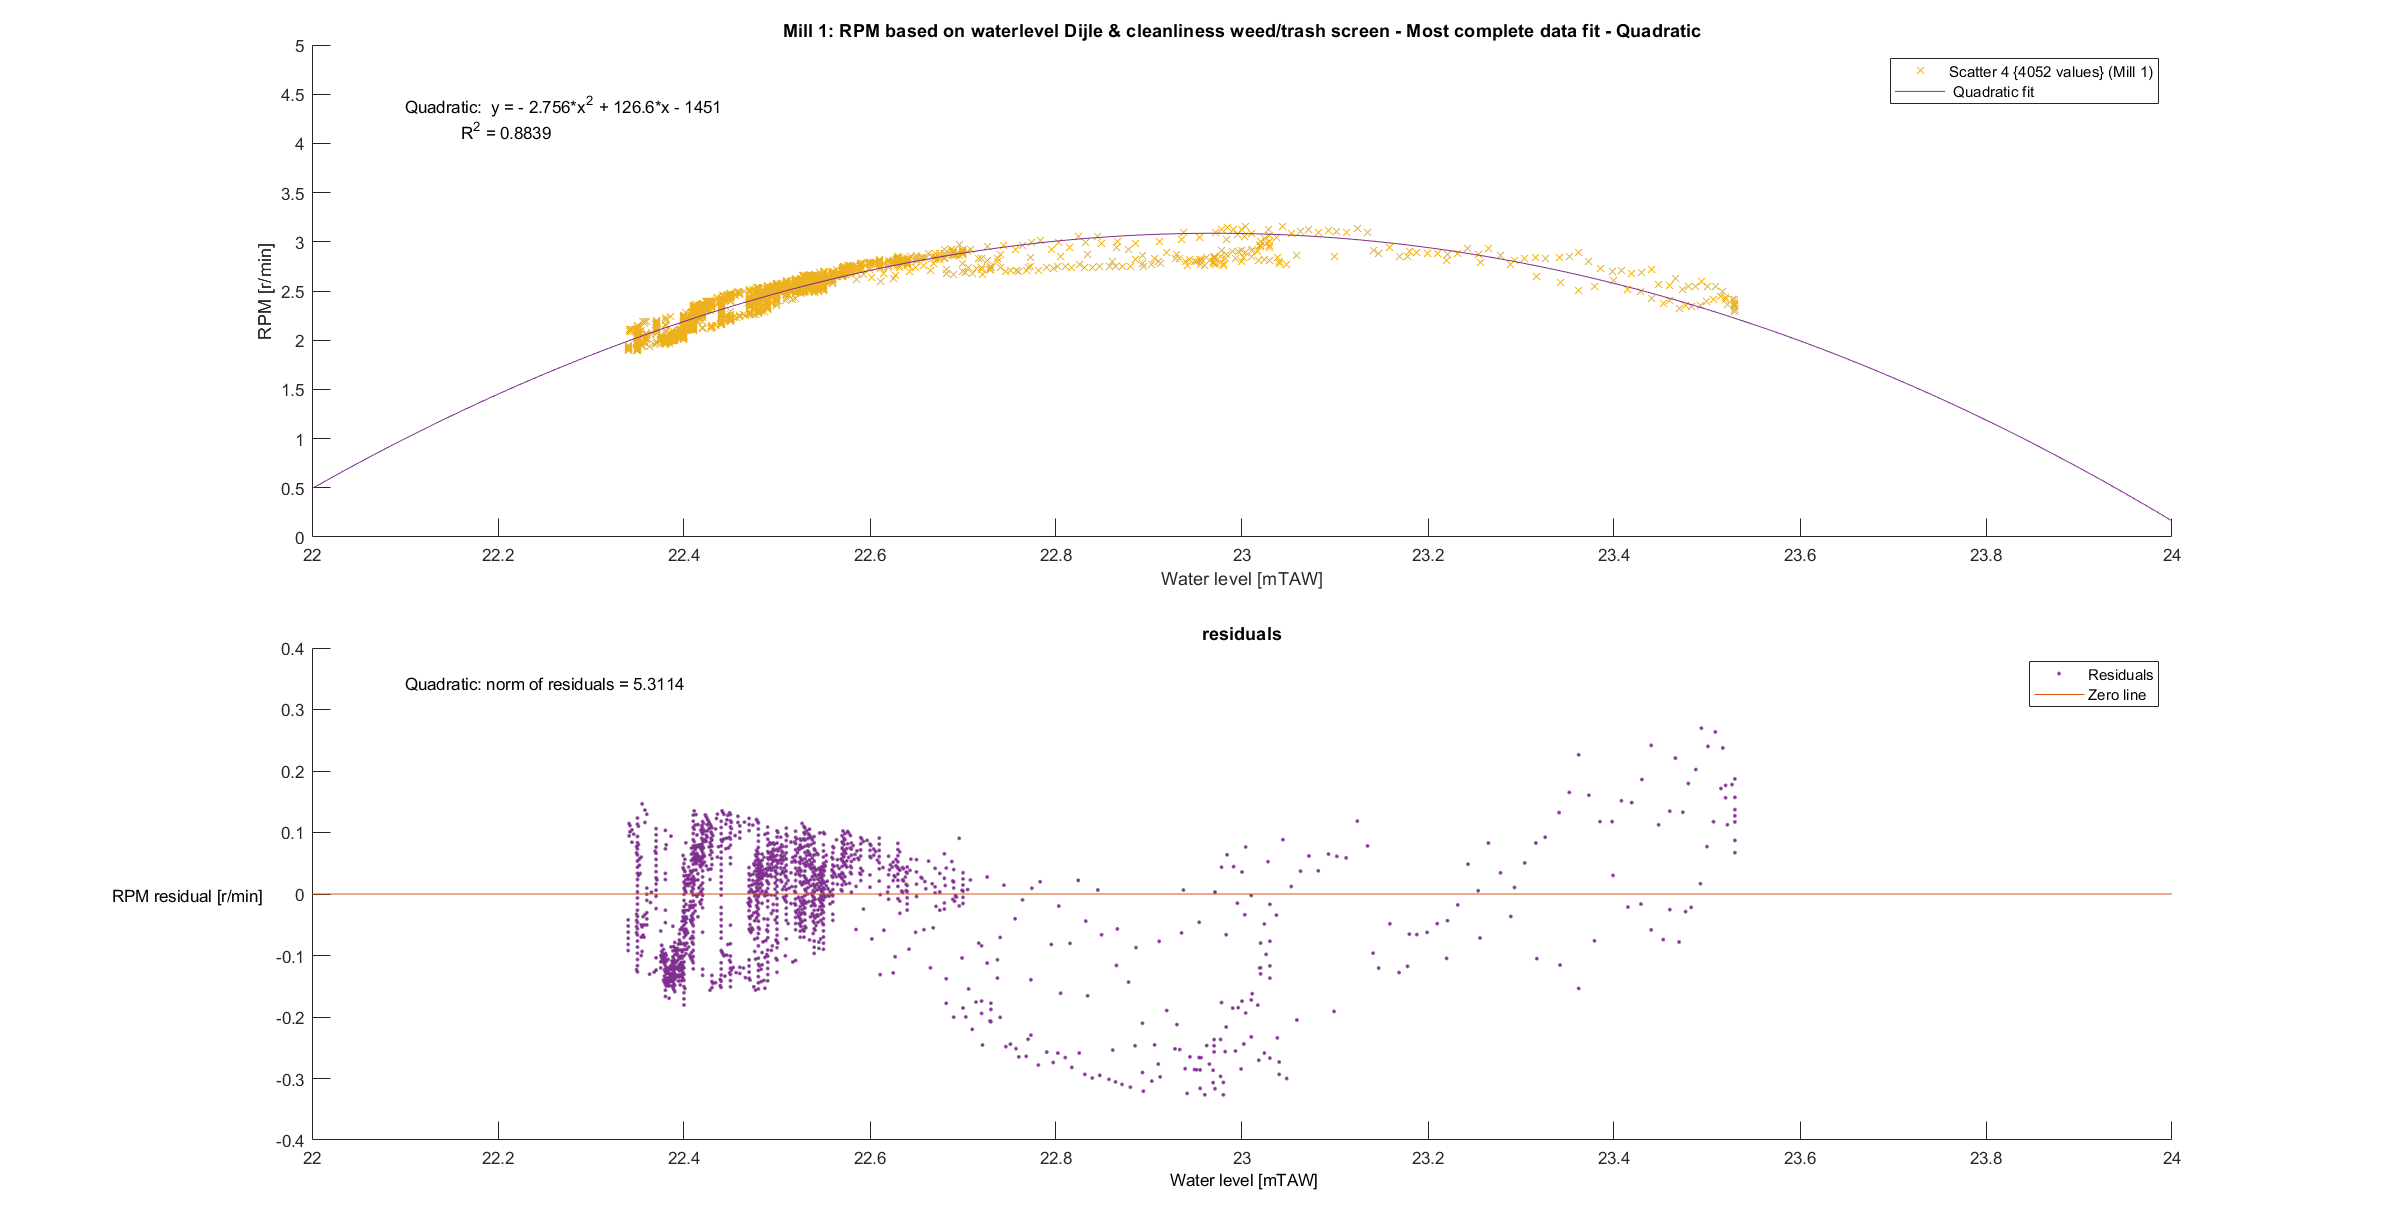 Mill 1: RPM based on waterlevel Dijle & cleanliness weed/trash screen - Most complete data fit - Quadratic
5
4.5
4
3.5
3
2.5
2
1.5
1
0.5
0
RPM [r/min]
Quadratic: y = - 2.756*x² + 126.6*x - 1451
R² = 0.8839
Scatter 4 {4052 values} (Mill 1)
Quadratic fit
22 22.2 22.4 22.6 22.8 23 23.2 23.4 23.6 23.8 24
Water level [mTAW]
residuals
0.4
0.3
0.2
0.1
0
-0.1
-0.2
-0.3
-0.4
RPM residual [r/min]
Quadratic: norm of residuals = 5.3114
Residuals
Zero line
22 22.2 22.4 22.6 22.8 23 23.2 23.4 23.6 23.8 24
Water level [mTAW]